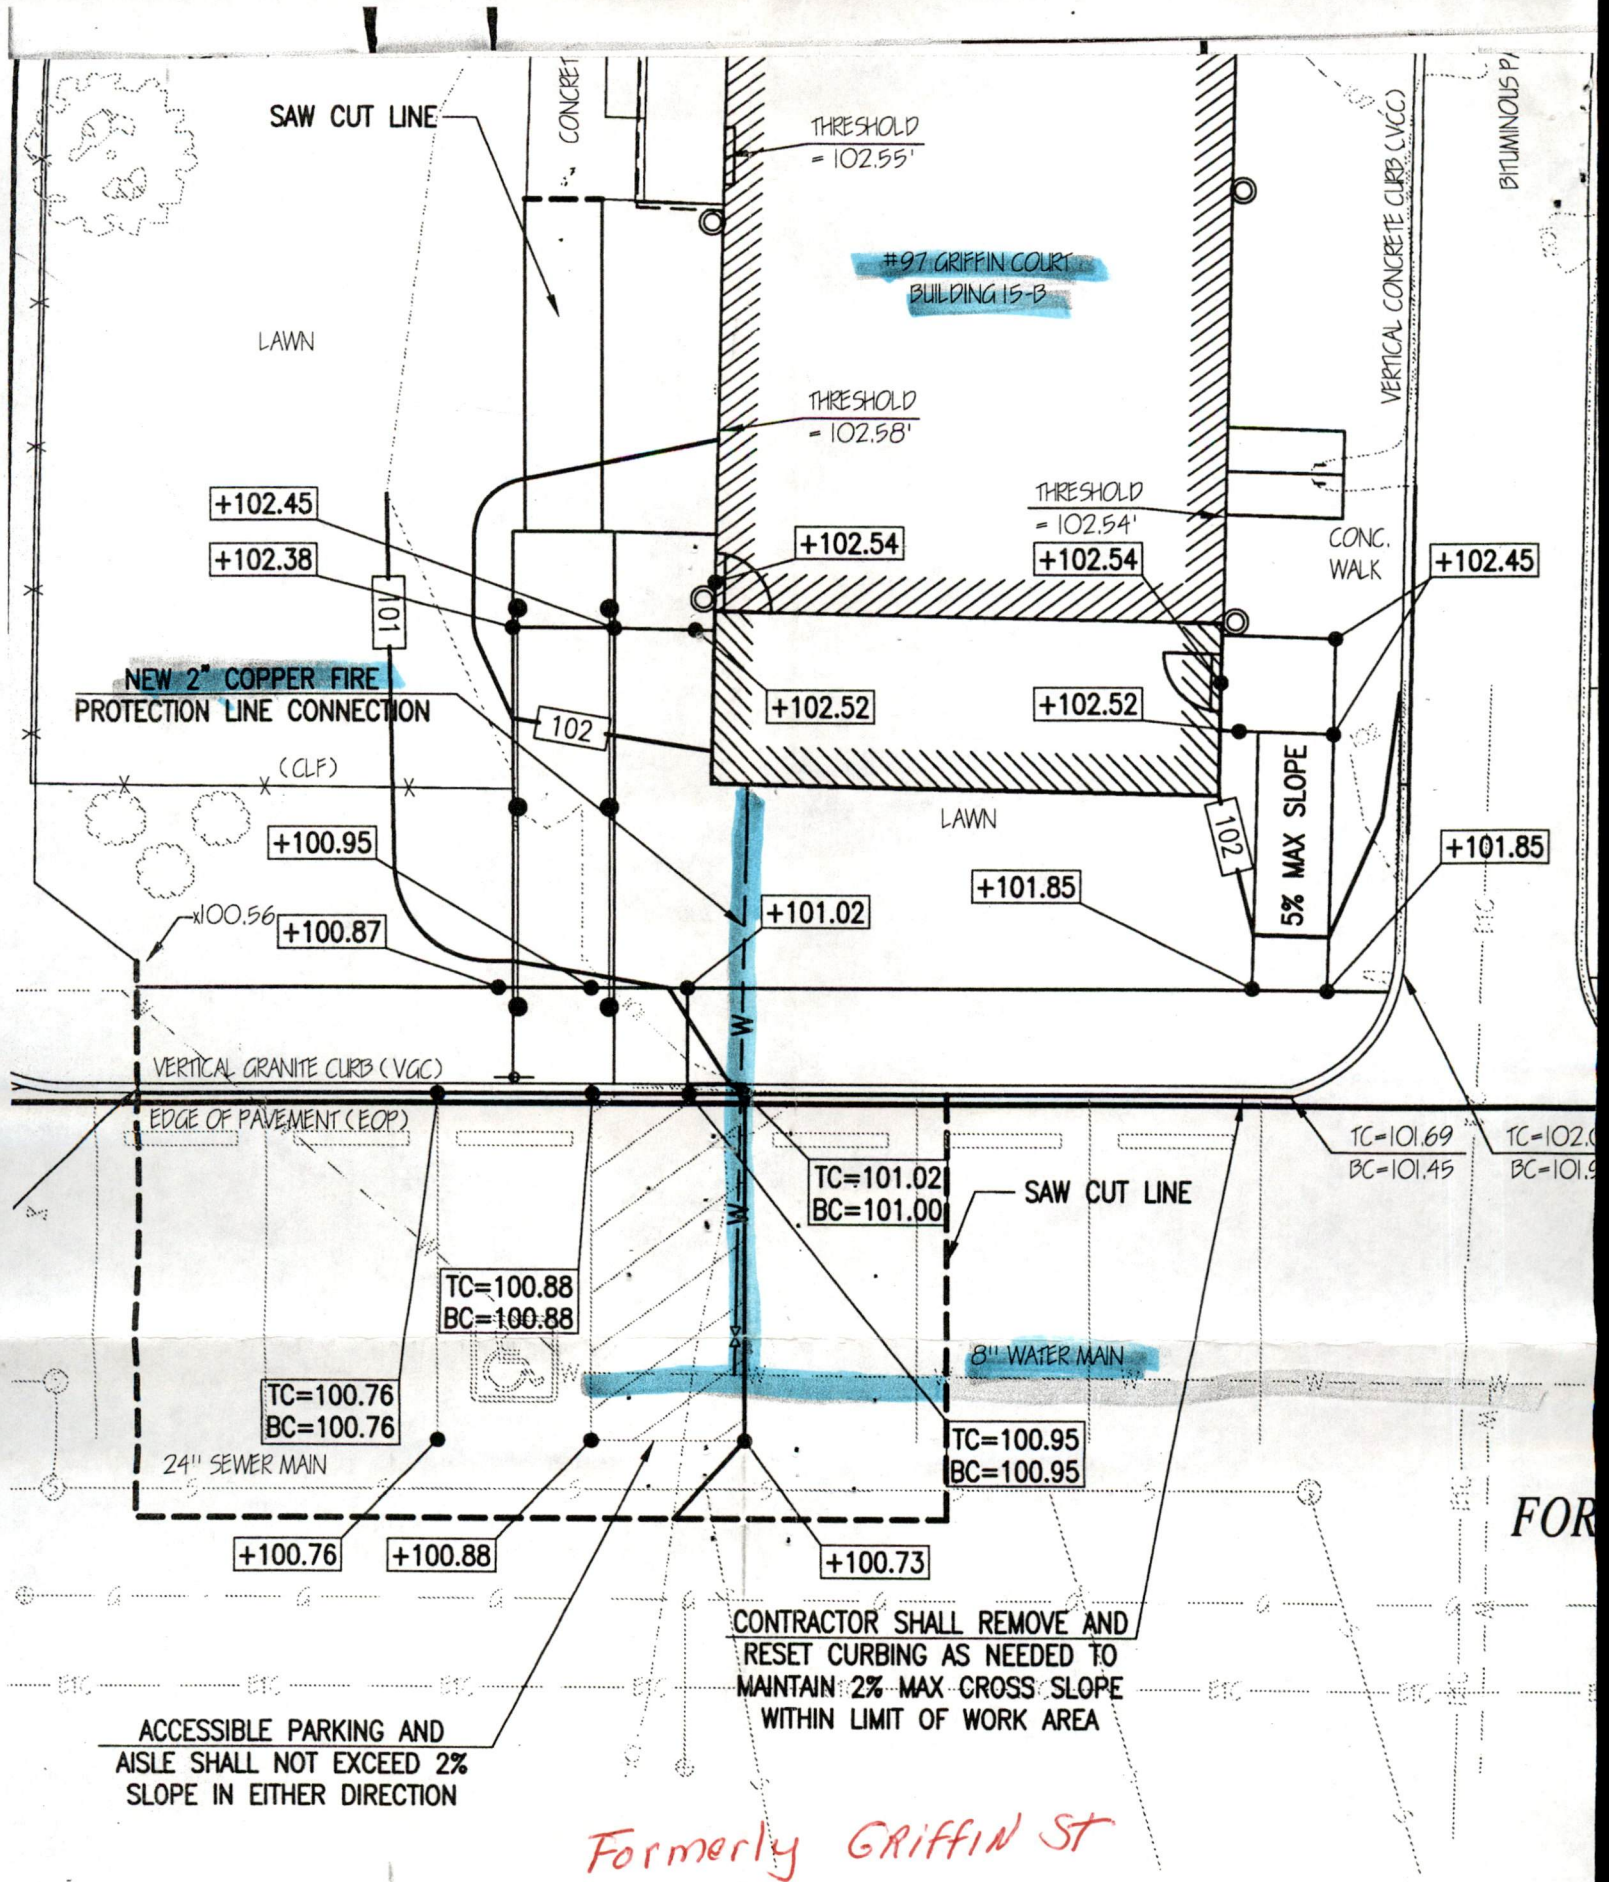 SAW CUT LINE
THRESHOLD
= 102.55'
VERTICAL CONCRETE CURB (VCC)
#97 GRIFFIN COURT
BUILDING 15-B
LAWN
THRESHOLD
= 102.58'
THRESHOLD
= 102.54'
+102.45
+102.38
+102.54
+102.54
CONC.
WALK
+102.45
101
NEW 2" COPPER FIRE
PROTECTION LINE CONNECTION
102
+102.52
+102.52
(CLF)
LAWN
102
5% MAX SLOPE
+100.95
+101.85
+101.85
x100.56
+100.87
+101.02
W
VERTICAL GRANITE CURB (VGC)
EDGE OF PAVEMENT (EOP)
TC=101.69
BC=101.45
TC=101.02
BC=101.00
W
SAW CUT LINE
TC=100.88
BC=100.88
8" WATER MAIN
W W W W W
TC=100.76
BC=100.76
TC=100.95
BC=100.95
24" SEWER MAIN
S S S S S
+100.76
+100.88
+100.73
G G G G G G G
CONTRACTOR SHALL REMOVE AND
RESET CURBING AS NEEDED TO
MAINTAIN 2% MAX CROSS SLOPE
WITHIN LIMIT OF WORK AREA
ETC ETC ETC ETC ETC ETC
ACCESSIBLE PARKING AND
AISLE SHALL NOT EXCEED 2%
SLOPE IN EITHER DIRECTION
Formerly GRiffiN St